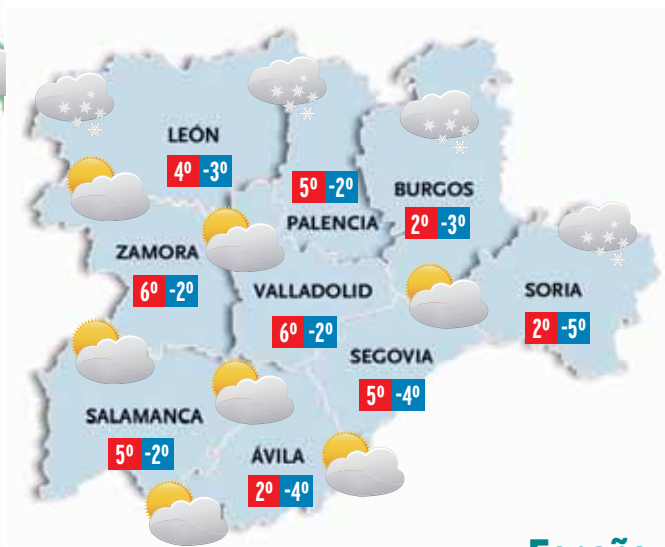 LEÓN
4º -3º
5º -2º
PALENCIA
BURGOS
2º -3º
ZAMORA
6º -2º
VALLADOLID
6º -2º
SORIA
2º -5º
SEGOVIA
5º -4º
SALAMANCA
5º -2º
ÁVILA
2º -4º